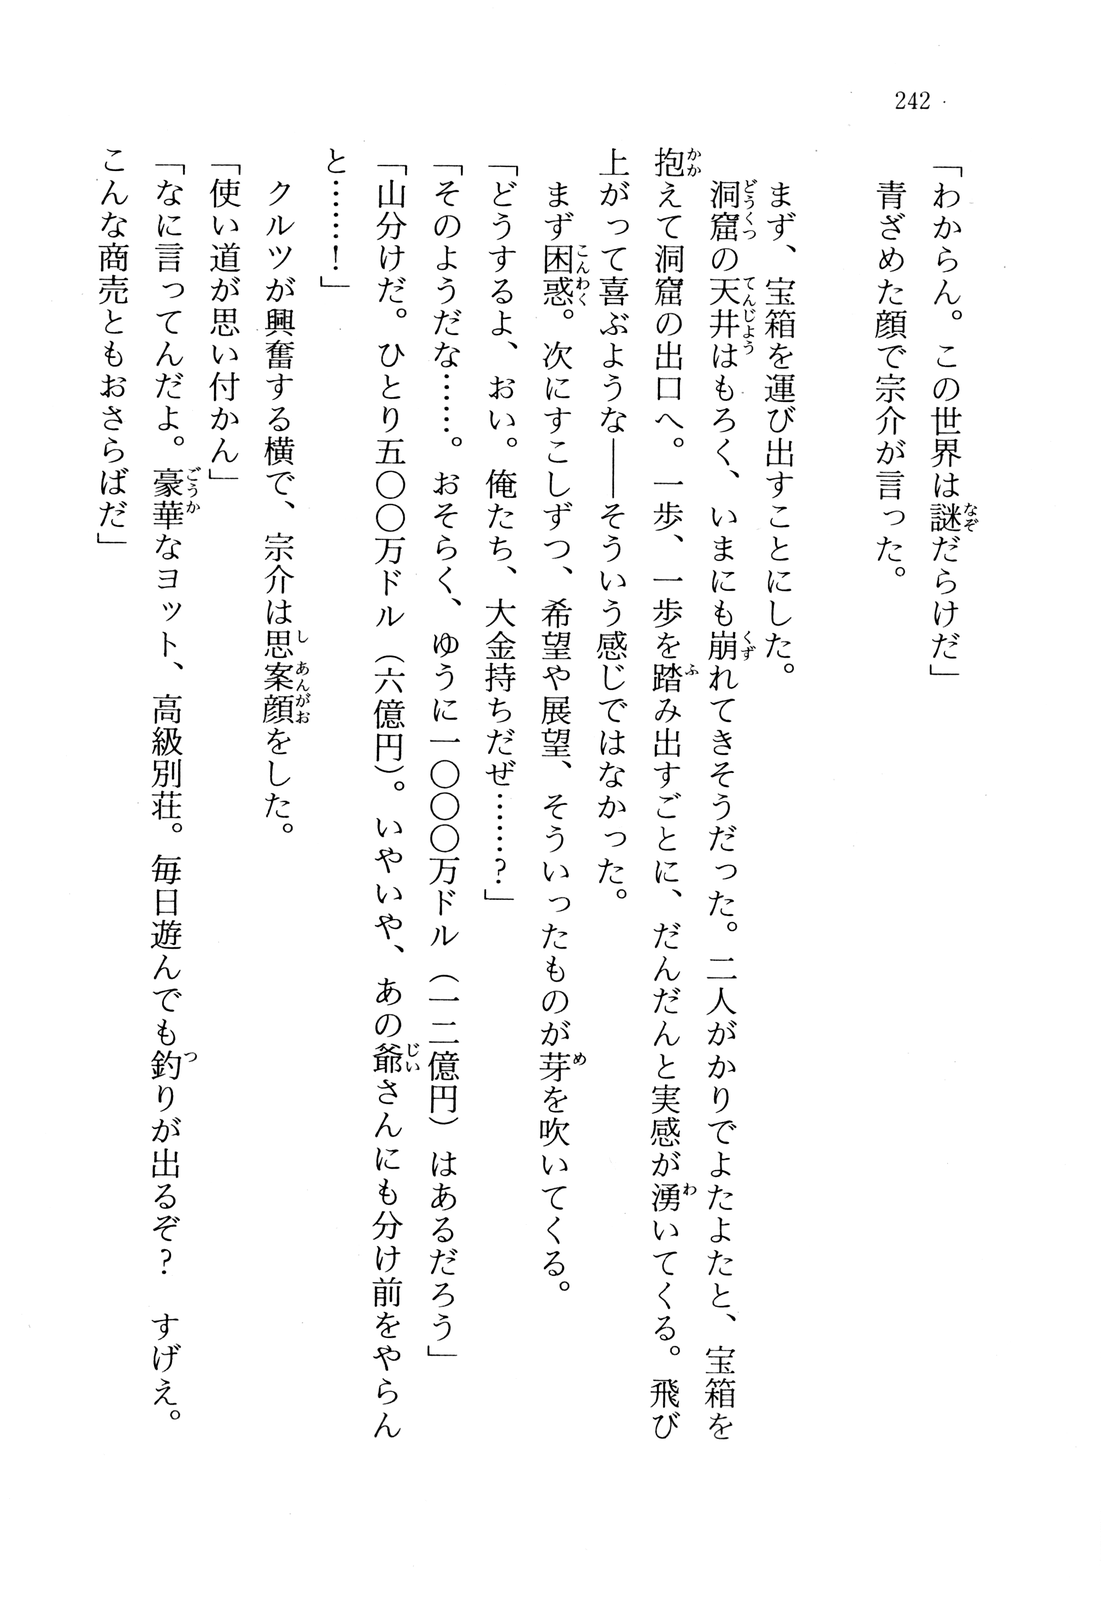 242
「わからん。この世界は謎だらけだ」
青ざめた顔で宗介が言った。
まず、宝箱を運び出すことにした。
洞窟の天井はもろく、いまにも崩れてきそうだった。二人がかりでよたよたと、宝箱を
抱えて洞窟の出口へ。一歩、一歩を踏み出すごとに、だんだんと実感が湧いてくる。飛び
上がって喜ぶような――そういう感じではなかった。
まず困惑。次にすこしずつ、希望や展望、そういったものが芽を吹いてくる。
「どうするよ、おい。俺たち、大金持ちだぜ……？」
「そのようだな……。おそらく、ゆうに一〇〇〇万ドル（一二億円）はあるだろう」
「山分けだ。ひとり五〇〇万ドル（六億円）。いやいや、あの爺さんにも分け前をやらん
と……！」
クルツが興奮する横で、宗介は思案顔をした。
「使い道が思い付かん」
「なに言ってんだよ。豪華なヨット、高級別荘。毎日遊んでも釣りが出るぞ？　すげえ。
こんな商売ともおさらばだ」